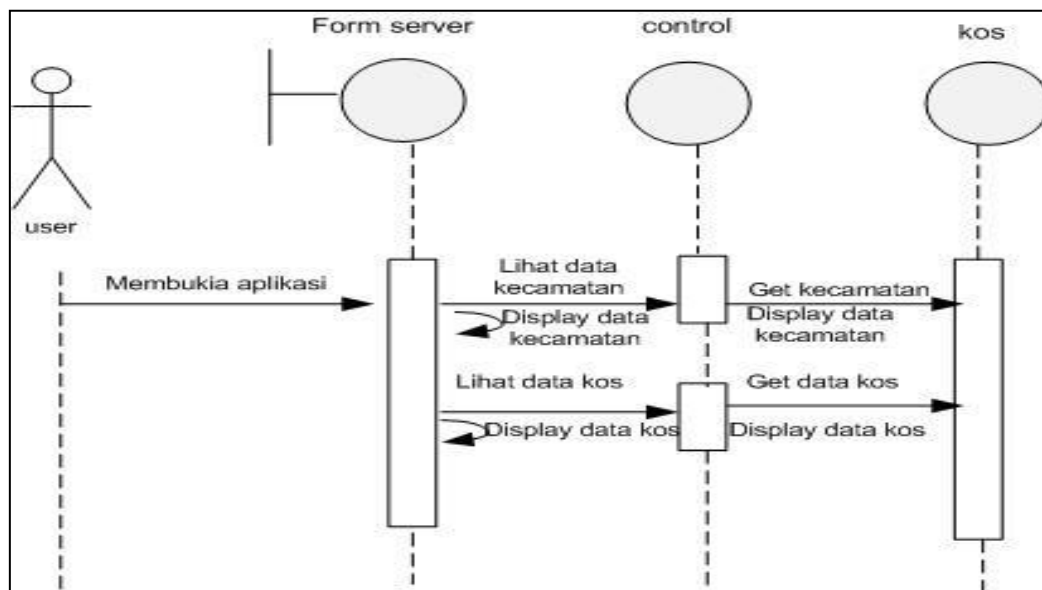 Form server
control
kos
user
Membukia aplikasi
Lihat data
kecamatan
Get kecamatan
Display data
kecamatan
Display data
kecamatan
Lihat data kos
Get data kos
Display data kos
Display data kos